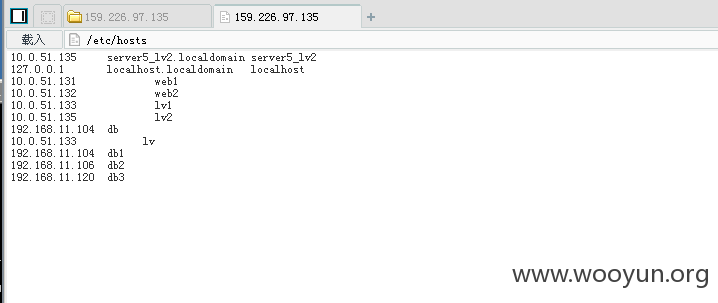 159.226.97.135 159.226.97.135
载入 /etc/hosts
10.0.51.135 server5_lv2.localdomain server5_lv2
127.0.0.1 localhost.localdomain localhost
10.0.51.131 web1
10.0.51.132 web2
10.0.51.133 lv1
10.0.51.135 lv2
192.168.11.104 db
10.0.51.133 lv
192.168.11.104 db1
192.168.11.106 db2
192.168.11.120 db3
www.wooyun.org